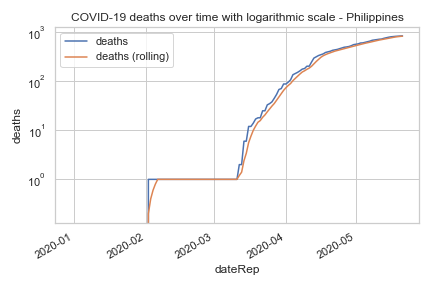 COVID-19 deaths over time with logarithmic scale - Philippines
deaths
deaths (rolling)
10³
10²
10¹
10⁰
deaths
2020-01
2020-02
2020-03
2020-04
2020-05
dateRep